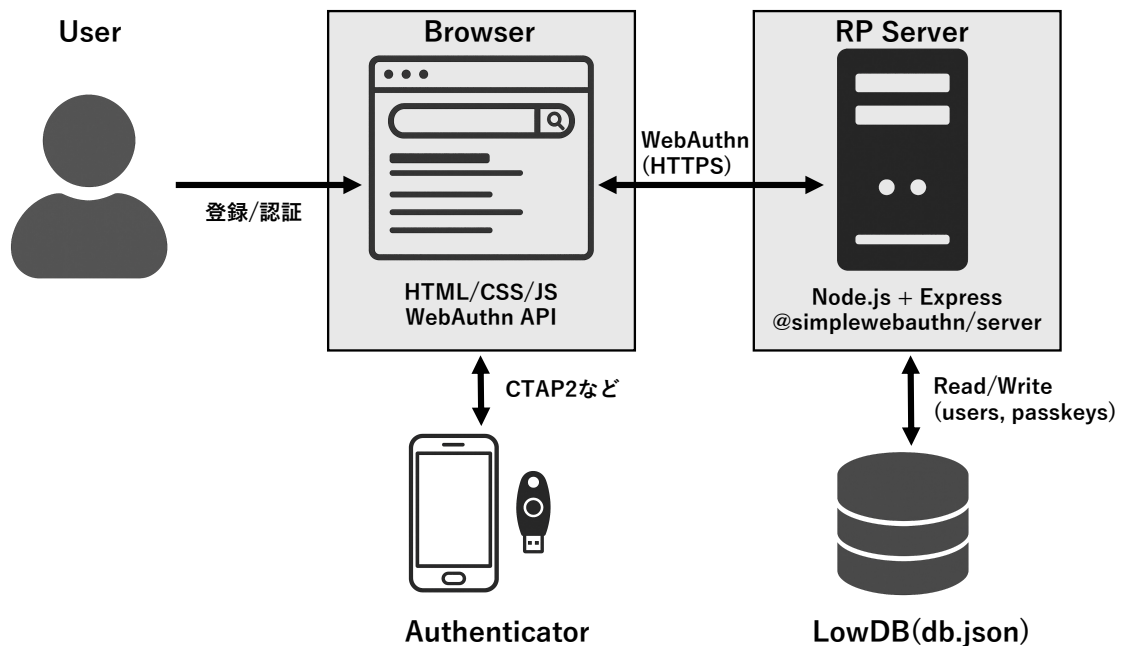 User
Browser
RP Server
WebAuthn
(HTTPS)
登録/認証
HTML/CSS/JS
WebAuthn API
Node.js + Express
@simplewebauthn/server
CTAP2など
Read/Write
(users, passkeys)
Authenticator
LowDB(db.json)